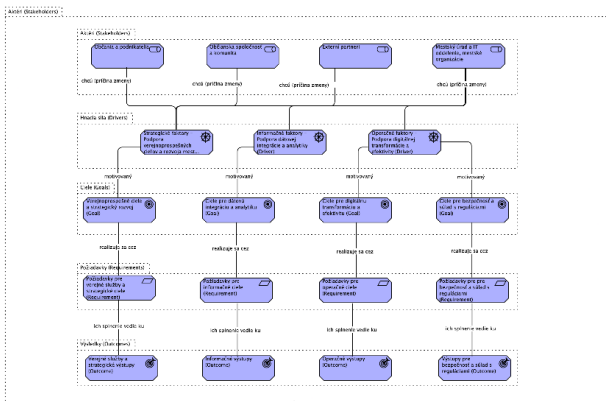 Aktéri (Stakeholders)
Aktéri (Stakeholders)
Občania a podnikatelia
Občianska spoločnosť
a komunita
Externí partneri
Mestský úrad a IT
oddelenie, mestské
organizácie
chcú (príčina zmeny)
chcú (príčina zmeny)
chcú (príčina zmeny)
chcú (príčina zmeny)
Hnacia sila (Drivers)
Strategické faktory
Podpora
verejnoprospešných
cieľov a rozvoja mest...
Informačné faktory
Podpora dátovej
integrácie a analytiky
(Driver)
Operačné faktory
Podpora digitálnej
transformácie a
efektivity (Driver)
motivovaný
motivovaný
motivovaný
motivovaný
Ciele (Goals)
Verejnoprospešné ciele
a strategický rozvoj
(Goal)
Ciele pre dátovú
integráciu a analytiku
(Goal)
Ciele pre digitálnu
transformáciu a
efektivitu (Goal)
Ciele pre bezpečnosť a
súlad s reguláciami
(Goal)
realizuje sa cez
realizuje sa cez
realizuje sa cez
realizuje sa cez
Požiadavky (Requirements)
Požiadavky pre
verejné služby a
strategické ciele
(Requirement)
Požiadavky pre
informačné ciele
(Requirement)
Požiadavky pre
operačné ciele
(Requirement)
Požiadavky pre pre
bezpečnosť a súlad s
reguláciami
(Requirement)
ich splnenie vedie ku
ich splnenie vedie ku
ich splnenie vedie ku
ich splnenie vedie ku
Výsledky (Outcomes)
Verejné služby a
strategické výstupy
(Outcome)
Informačné výstupy
(Outcome)
Operačné výstupy
(Outcome)
Výstupy pre
bezpečnosť a súlad s
reguláciami (Outcome)